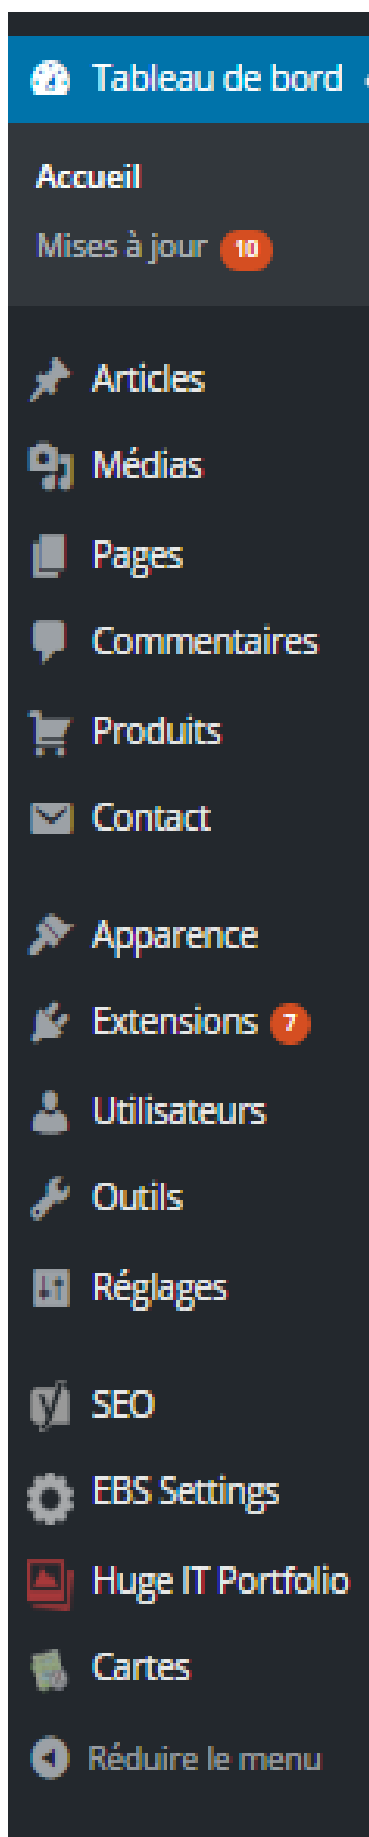 Tableau de bord
Accueil
Mises à jour 10
Articles
Médias
Pages
Commentaires
Produits
Contact
Apparence
Extensions 7
Utilisateurs
Outils
Réglages
SEO
EBS Settings
Huge IT Portfolio
Cartes
Réduire le menu